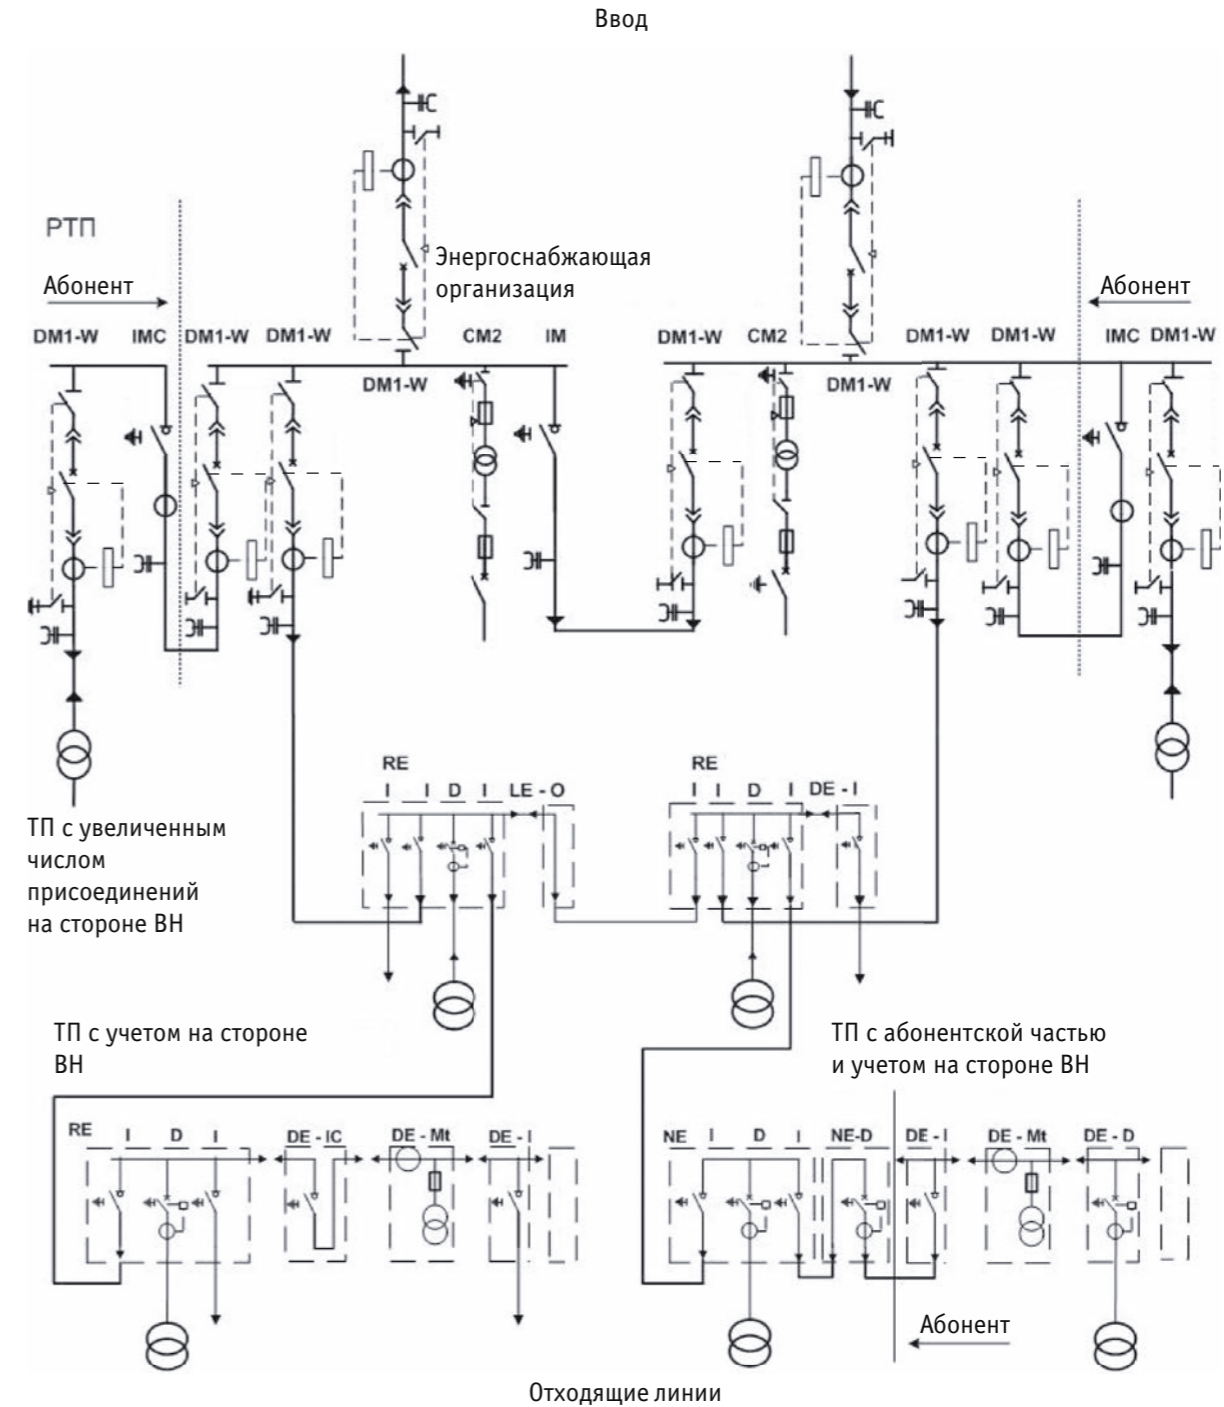 Ввод
РТП
Энергоснабжающая
организация
Абонент
Абонент
DM1-W IMC DM1-W DM1-W CM2 IM DM1-W CM2 DM1-W DM1-W IMC DM1-W
DM1-W DM1-W
RE RE
I I D I LE - O I I D I DE - I
ТП с увеличенным
числом
присоединений
на стороне ВН
ТП с учетом на стороне
ВН
ТП с абонентской частью
и учетом на стороне ВН
RE I D I DE - IC DE - Mt DE - I NE I D I NE-D DE - I DE - Mt DE - D
Абонент
Отходящие линии